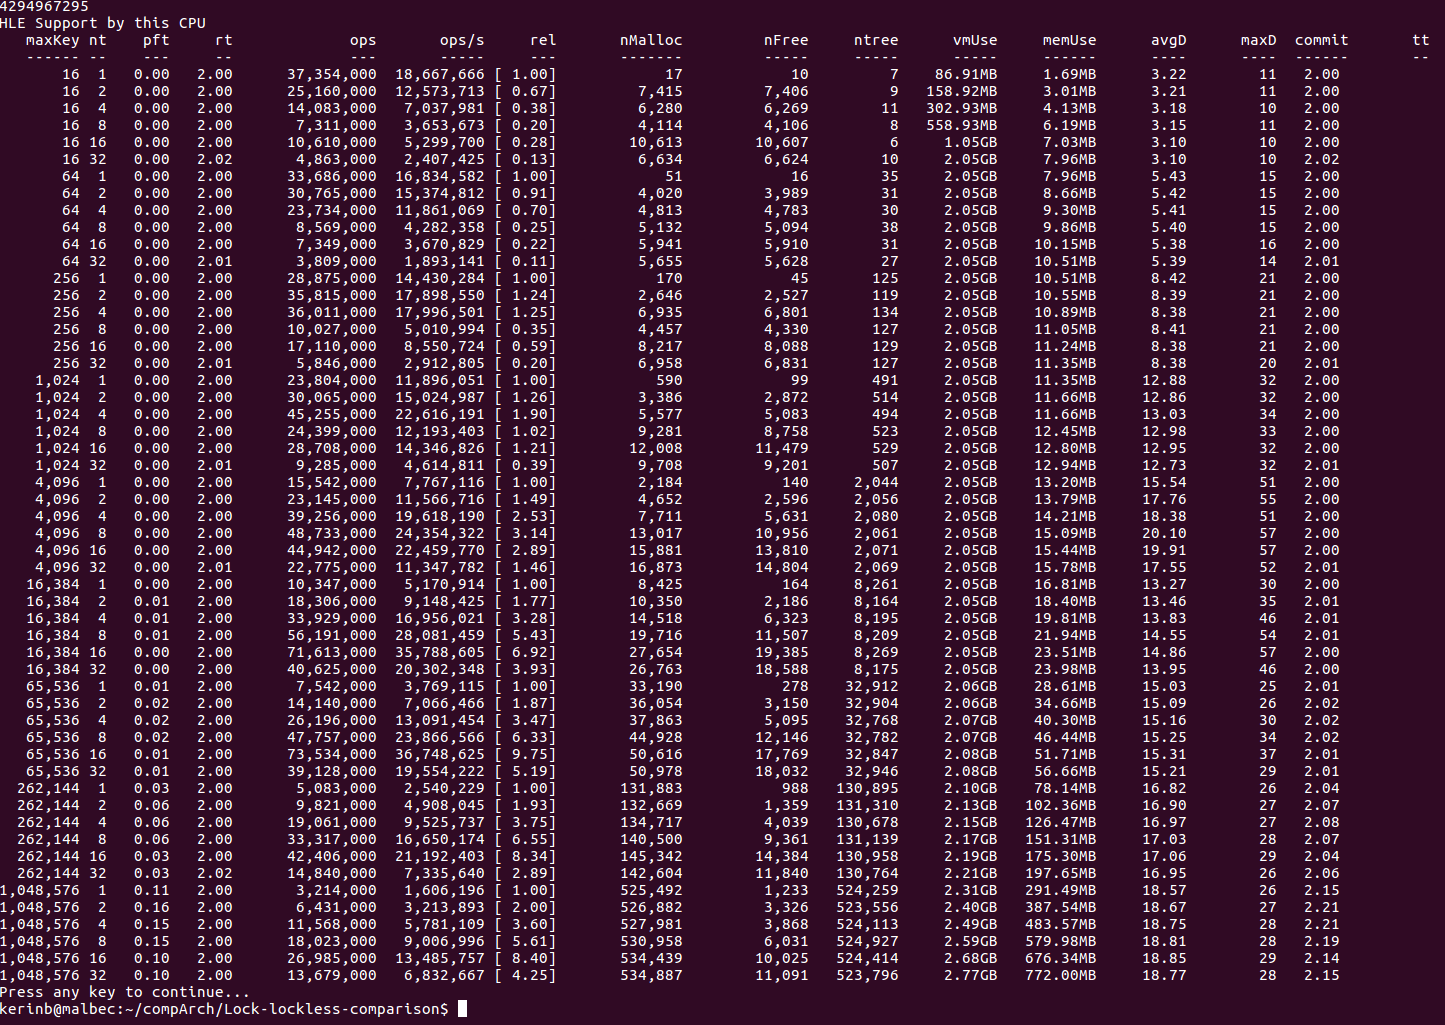 4294967295
HLE Support by this CPU
maxKey nt pft rt ops ops/s rel nMalloc nFree ntree vmUse memUse avgD maxD commit tt
------ -- --- -- --- ----- --- ------- ----- ----- ----- ------ ---- ---- ------ --
16 1 0.00 2.00 37,354,000 18,667,666 [ 1.00] 17 10 7 86.91MB 1.69MB 3.22 11 2.00
16 2 0.00 2.00 25,160,000 12,573,713 [ 0.67] 7,415 7,406 9 158.92MB 3.01MB 3.21 11 2.00
16 4 0.00 2.00 14,083,000 7,037,981 [ 0.38] 6,280 6,269 11 302.93MB 4.13MB 3.18 10 2.00
16 8 0.00 2.00 7,311,000 3,653,673 [ 0.20] 4,114 4,106 8 558.93MB 6.19MB 3.15 11 2.00
16 16 0.00 2.00 10,610,000 5,299,700 [ 0.28] 10,613 10,607 6 1.05GB 7.03MB 3.10 10 2.00
16 32 0.00 2.02 4,863,000 2,407,425 [ 0.13] 6,634 6,624 10 2.05GB 7.96MB 3.10 10 2.02
64 1 0.00 2.00 33,686,000 16,834,582 [ 1.00] 51 16 35 2.05GB 7.96MB 5.43 15 2.00
64 2 0.00 2.00 30,765,000 15,374,812 [ 0.91] 4,020 3,989 31 2.05GB 8.66MB 5.42 15 2.00
64 4 0.00 2.00 23,734,000 11,861,069 [ 0.70] 4,813 4,783 30 2.05GB 9.30MB 5.41 15 2.00
64 8 0.00 2.00 8,569,000 4,282,358 [ 0.25] 5,132 5,094 38 2.05GB 9.86MB 5.40 15 2.00
64 16 0.00 2.00 7,349,000 3,670,829 [ 0.22] 5,941 5,910 31 2.05GB 10.15MB 5.38 16 2.00
64 32 0.00 2.01 3,809,000 1,893,141 [ 0.11] 5,655 5,628 27 2.05GB 10.51MB 5.39 14 2.01
256 1 0.00 2.00 28,875,000 14,430,284 [ 1.00] 170 45 125 2.05GB 10.51MB 8.42 21 2.00
256 2 0.00 2.00 35,815,000 17,898,550 [ 1.24] 2,646 2,527 119 2.05GB 10.55MB 8.39 21 2.00
256 4 0.00 2.00 36,011,000 17,996,501 [ 1.25] 6,935 6,801 134 2.05GB 10.89MB 8.38 21 2.00
256 8 0.00 2.00 10,027,000 5,010,994 [ 0.35] 4,457 4,330 127 2.05GB 11.05MB 8.41 21 2.00
256 16 0.00 2.00 17,110,000 8,550,724 [ 0.59] 8,217 8,088 129 2.05GB 11.24MB 8.38 21 2.00
256 32 0.00 2.01 5,846,000 2,912,805 [ 0.20] 6,958 6,831 127 2.05GB 11.35MB 8.38 20 2.01
1,024 1 0.00 2.00 23,804,000 11,896,051 [ 1.00] 590 99 491 2.05GB 11.35MB 12.88 32 2.00
1,024 2 0.00 2.00 30,065,000 15,024,987 [ 1.26] 3,386 2,872 514 2.05GB 11.66MB 12.86 32 2.00
1,024 4 0.00 2.00 45,255,000 22,616,191 [ 1.90] 5,577 5,083 494 2.05GB 11.66MB 13.03 34 2.00
1,024 8 0.00 2.00 24,399,000 12,193,403 [ 1.02] 9,281 8,758 523 2.05GB 12.45MB 12.98 33 2.00
1,024 16 0.00 2.00 28,708,000 14,346,826 [ 1.21] 12,008 11,479 529 2.05GB 12.80MB 12.95 32 2.00
1,024 32 0.00 2.01 9,285,000 4,614,811 [ 0.39] 9,708 9,201 507 2.05GB 12.94MB 12.73 32 2.01
4,096 1 0.00 2.00 15,542,000 7,767,116 [ 1.00] 2,184 140 2,044 2.05GB 13.20MB 15.54 51 2.00
4,096 2 0.00 2.00 23,145,000 11,566,716 [ 1.49] 4,652 2,596 2,056 2.05GB 13.79MB 17.76 55 2.00
4,096 4 0.00 2.00 39,256,000 19,618,190 [ 2.53] 7,711 5,631 2,080 2.05GB 14.21MB 18.38 51 2.00
4,096 8 0.00 2.00 48,733,000 24,354,322 [ 3.14] 13,017 10,956 2,061 2.05GB 15.09MB 20.10 57 2.00
4,096 16 0.00 2.00 44,942,000 22,459,770 [ 2.89] 15,881 13,810 2,071 2.05GB 15.44MB 19.91 57 2.00
4,096 32 0.00 2.01 22,775,000 11,347,782 [ 1.46] 16,873 14,804 2,069 2.05GB 15.78MB 17.55 52 2.01
16,384 1 0.00 2.00 10,347,000 5,170,914 [ 1.00] 8,425 164 8,261 2.05GB 16.81MB 13.27 30 2.00
16,384 2 0.01 2.00 18,306,000 9,148,425 [ 1.77] 10,350 2,186 8,164 2.05GB 18.40MB 13.46 35 2.01
16,384 4 0.01 2.00 33,929,000 16,956,021 [ 3.28] 14,518 6,323 8,195 2.05GB 19.81MB 13.83 46 2.01
16,384 8 0.01 2.00 56,191,000 28,081,459 [ 5.43] 19,716 11,507 8,209 2.05GB 21.94MB 14.55 54 2.01
16,384 16 0.00 2.00 71,613,000 35,788,605 [ 6.92] 27,654 19,385 8,269 2.05GB 23.51MB 14.86 57 2.00
16,384 32 0.00 2.00 40,625,000 20,302,348 [ 3.93] 26,763 18,588 8,175 2.05GB 23.98MB 13.95 46 2.00
65,536 1 0.01 2.00 7,542,000 3,769,115 [ 1.00] 33,190 278 32,912 2.06GB 28.61MB 15.03 25 2.01
65,536 2 0.02 2.00 14,140,000 7,066,466 [ 1.87] 36,054 3,150 32,904 2.06GB 34.66MB 15.09 26 2.02
65,536 4 0.02 2.00 26,196,000 13,091,454 [ 3.47] 37,863 5,095 32,768 2.07GB 40.30MB 15.16 30 2.02
65,536 8 0.02 2.00 47,757,000 23,866,566 [ 6.33] 44,928 12,146 32,782 2.07GB 46.44MB 15.25 34 2.02
65,536 16 0.01 2.00 73,534,000 36,748,625 [ 9.75] 50,616 17,769 32,847 2.08GB 51.71MB 15.31 37 2.01
65,536 32 0.01 2.00 39,128,000 19,554,222 [ 5.19] 50,978 18,032 32,946 2.08GB 56.66MB 15.21 29 2.01
262,144 1 0.03 2.00 5,083,000 2,540,229 [ 1.00] 131,883 988 130,895 2.10GB 78.14MB 16.82 26 2.04
262,144 2 0.06 2.00 9,821,000 4,908,045 [ 1.93] 132,669 1,359 131,310 2.13GB 102.36MB 16.90 27 2.07
262,144 4 0.06 2.00 19,061,000 9,525,737 [ 3.75] 134,717 4,039 130,678 2.15GB 126.47MB 16.97 27 2.08
262,144 8 0.06 2.00 33,317,000 16,650,174 [ 6.55] 140,500 9,361 131,139 2.17GB 151.31MB 17.03 28 2.07
262,144 16 0.03 2.00 42,406,000 21,192,403 [ 8.34] 145,342 14,384 130,958 2.19GB 175.30MB 17.06 29 2.04
262,144 32 0.03 2.02 14,840,000 7,335,640 [ 2.89] 142,604 11,840 130,764 2.21GB 197.65MB 16.95 26 2.06
1,048,576 1 0.11 2.00 3,214,000 1,606,196 [ 1.00] 525,492 1,233 524,259 2.31GB 291.49MB 18.57 26 2.15
1,048,576 2 0.16 2.00 6,431,000 3,213,893 [ 2.00] 526,882 3,326 523,556 2.40GB 387.54MB 18.67 27 2.21
1,048,576 4 0.15 2.00 11,568,000 5,781,109 [ 3.60] 527,981 3,868 524,113 2.49GB 483.57MB 18.75 28 2.21
1,048,576 8 0.15 2.00 18,023,000 9,006,996 [ 5.61] 530,958 6,031 524,927 2.59GB 579.98MB 18.81 28 2.19
1,048,576 16 0.10 2.00 26,985,000 13,485,757 [ 8.40] 534,439 10,025 524,414 2.68GB 676.34MB 18.85 29 2.14
1,048,576 32 0.10 2.00 13,679,000 6,832,667 [ 4.25] 534,887 11,091 523,796 2.77GB 772.00MB 18.77 28 2.15
Press any key to continue...
kerinb@malbec:~/compArch/Lock-lockless-comparison$